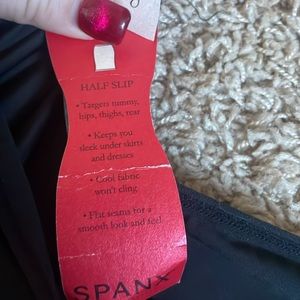 HALF SLIP
• Targets tummy,
hips, thighs, rear
• Keeps you
sleek under skirts
and dresses
• Cool fabric
won't cling
• Flat seams for a
smooth look and feel
SPANX